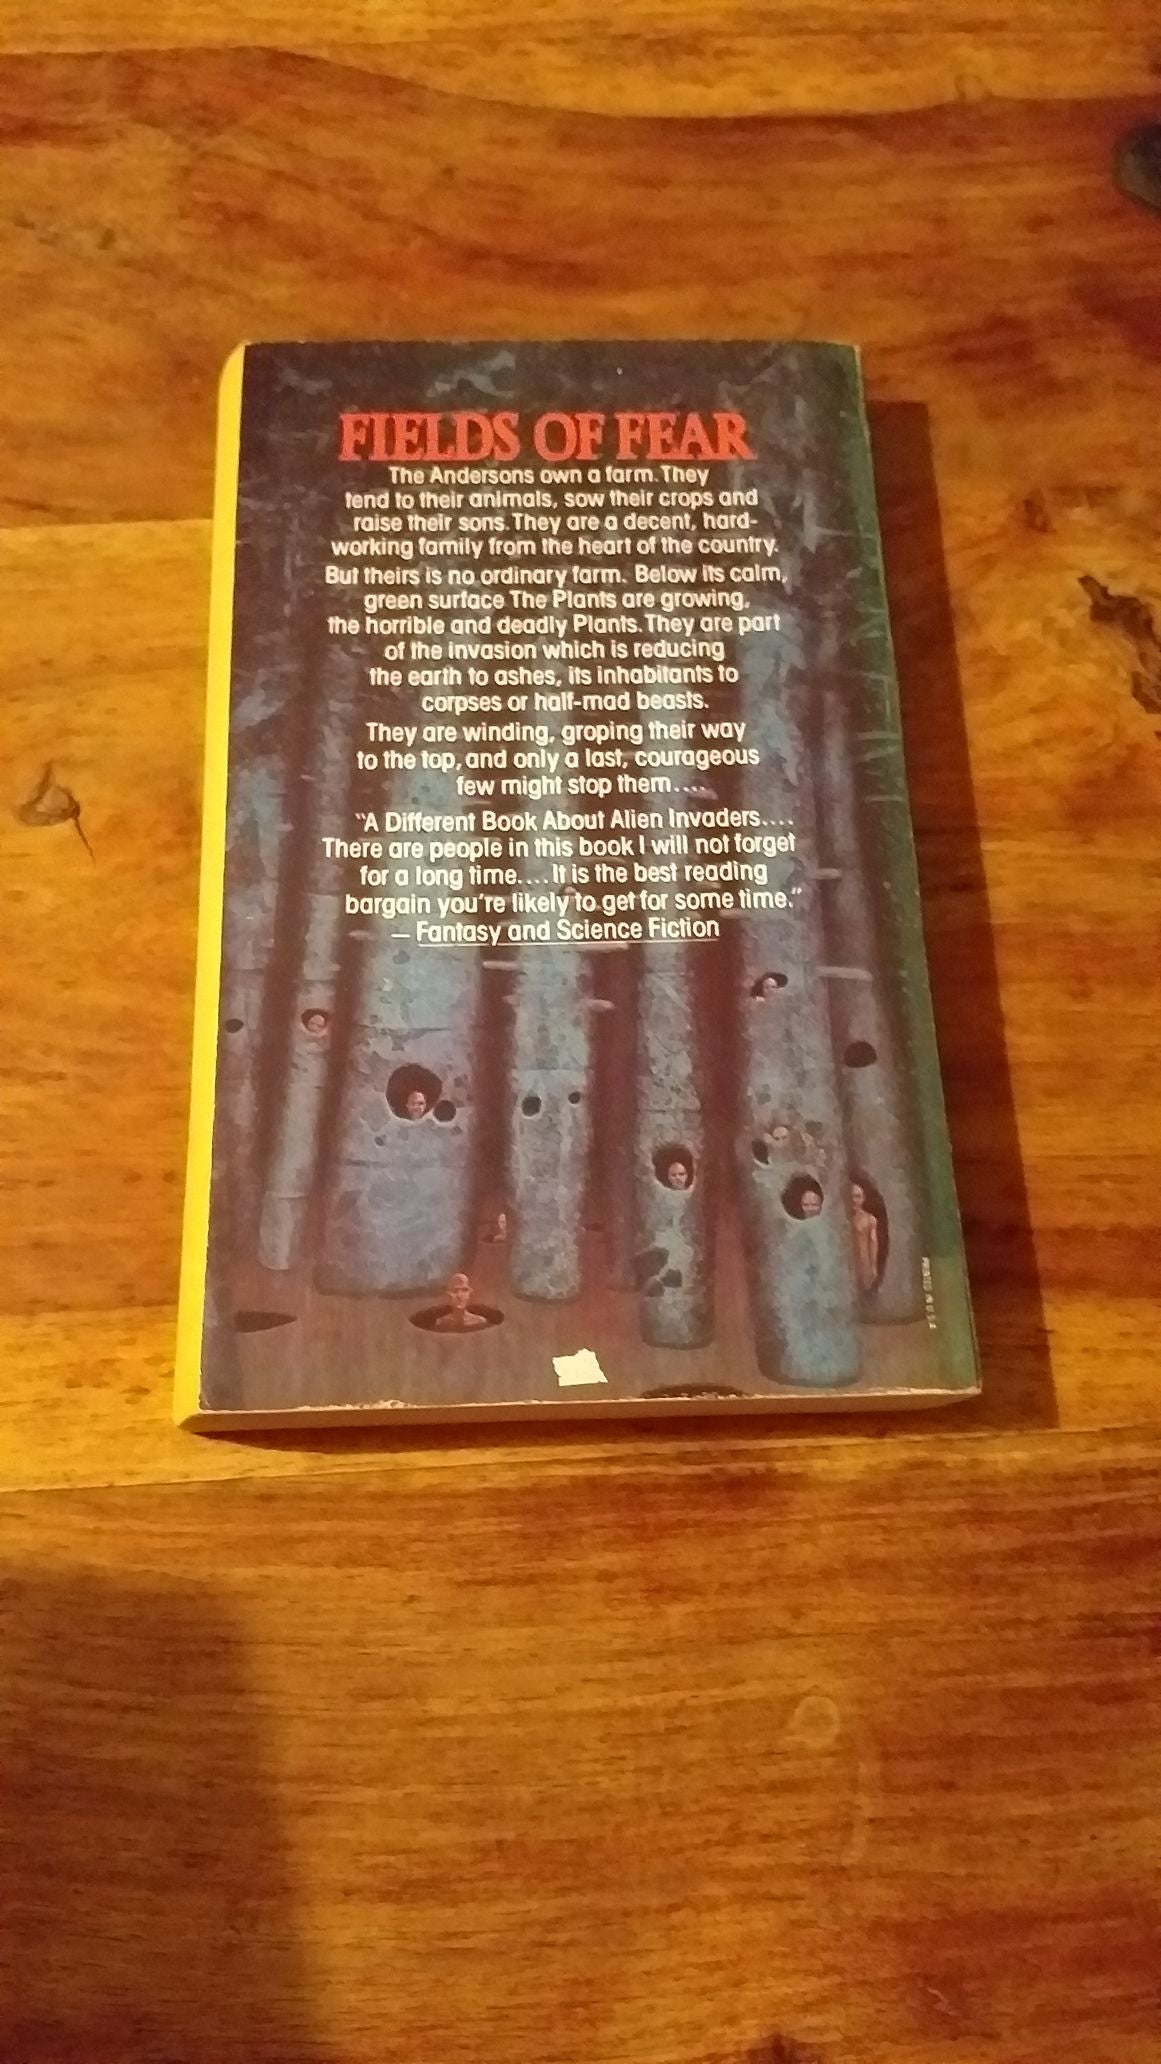 FIELDS OF FEAR
The Andersons own a farm. They
tend to their animals, sow their crops and
raise their sons. They are a decent, hard-
working family from the heart of the country.
But theirs is no ordinary farm. Below its calm,
green surface The Plants are growing,
the horrible and deadly Plants. They are part
of the invasion which is reducing
the earth to ashes, its inhabitants to
corpses or half-mad beasts.
They are winding, groping their way
to the top, and only a last, courageous
few might stop them....
"A Different Book About Alien Invaders....
There are people in this book I will not forget
for a long time.... It is the best reading
bargain you're likely to get for some time."
— Fantasy and Science Fiction
PRINTED IN U.S.A.